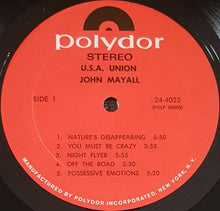 polydor
STEREO
U.S.A. UNION
JOHN MAYALL
SIDE 1
24-4022
(POLP 80082)
1. NATURE'S DISAPPEARING 5:50
2. YOU MUST BE CRAZY 3:55
3. NIGHT FLYER 5:35
4. OFF THE ROAD 2:20
5. POSSESSIVE EMOTIONS 5:20
MANUFACTURED BY POLYDOR INCORPORATED, NEW YORK, N.Y.